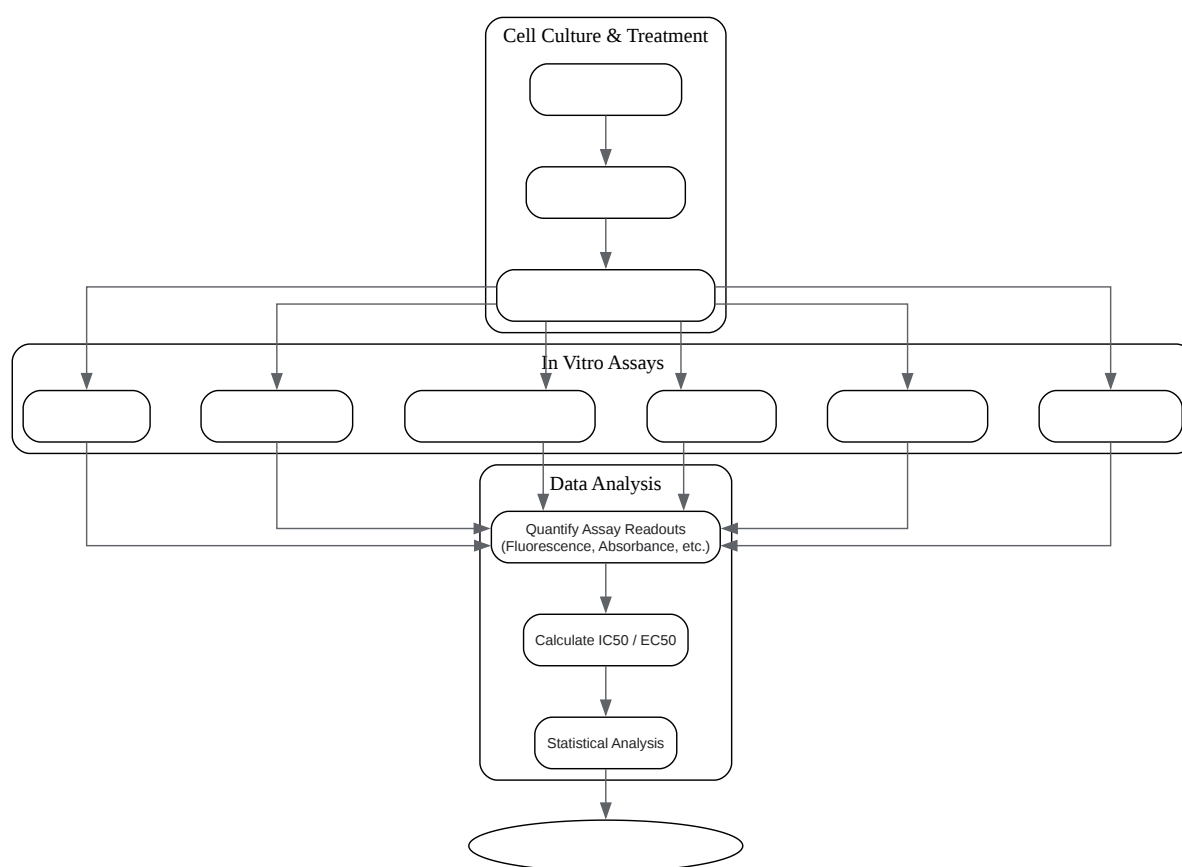 Cell Culture & Treatment
In Vitro Assays
Data Analysis
Quantify Assay Readouts
(Fluorescence, Absorbance, etc.)
Calculate IC50 / EC50
Statistical Analysis